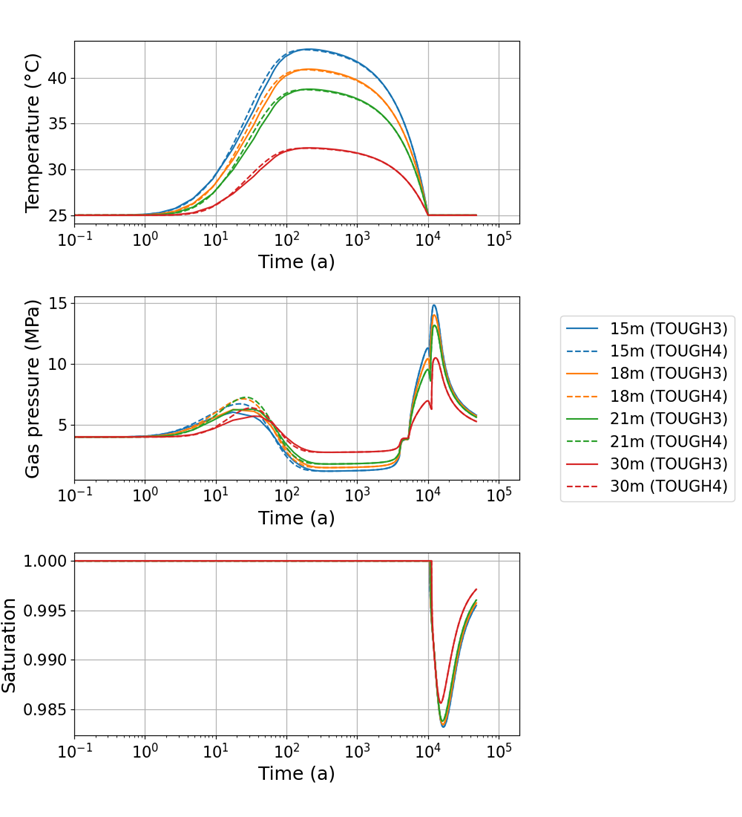 40
35
30
25
Temperature (°C)
10⁻¹ 10⁰ 10¹ 10² 10³ 10⁴ 10⁵
Time (a)
15
10
5
Gas pressure (MPa)
10⁻¹ 10⁰ 10¹ 10² 10³ 10⁴ 10⁵
Time (a)
15m (TOUGH3)
15m (TOUGH4)
18m (TOUGH3)
18m (TOUGH4)
21m (TOUGH3)
21m (TOUGH4)
30m (TOUGH3)
30m (TOUGH4)
1.000
0.995
0.990
0.985
Saturation
10⁻¹ 10⁰ 10¹ 10² 10³ 10⁴ 10⁵
Time (a)